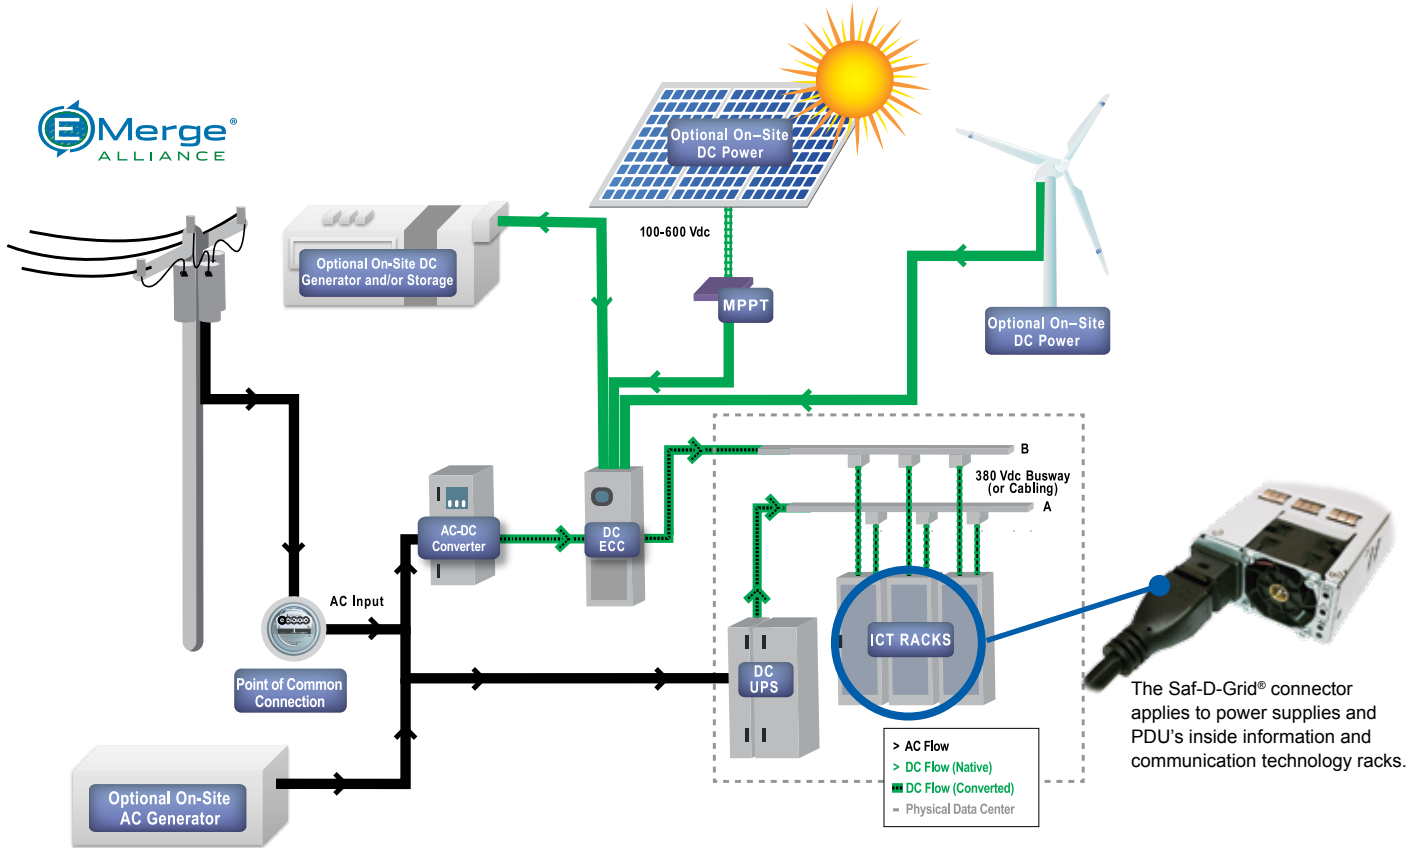 EMerge®
ALLIANCE
Optional On–Site
DC Power
100-600 Vdc
MPPT
Optional On-Site DC
Generator and/or Storage
Optional On–Site
DC Power
B
380 Vdc Busway
(or Cabling)
A
AC-DC
Converter
DC
ECC
AC Input
Point of Common
Connection
DC
UPS
ICT RACKS
Optional On-Site
AC Generator
> AC Flow
> DC Flow (Native)
DC Flow (Converted)
– Physical Data Center
The Saf-D-Grid® connector
applies to power supplies and
PDU's inside information and
communication technology racks.